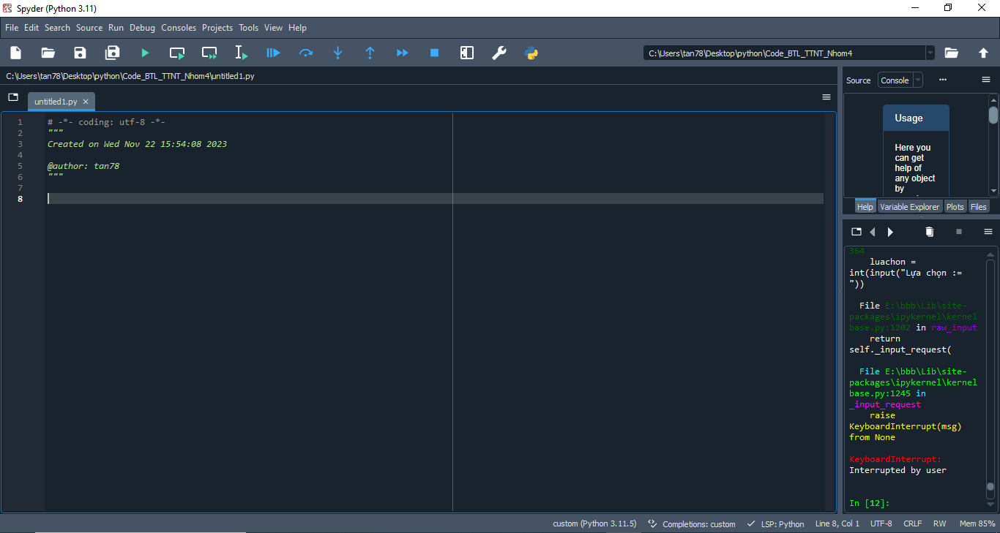 Spyder (Python 3.11)
File Edit Search Source Run Debug Consoles Projects Tools View Help
C:\Users\tan78\Desktop\python\Code_BTL_TTNT_Nhom4
C:\Users\tan78\Desktop\python\Code_BTL_TTNT_Nhom4\untitled1.py
untitled1.py
1 # -*- coding: utf-8 -*-
2 """
3 Created on Wed Nov 22 15:54:08 2023
4
5 @author: tan78
6 """
7
8
Source Console
Usage
Here you
can get
help of
any object
by
Help Variable Explorer Plots Files
364
luachon =
int(input("Lựa chọn :=
"))
File E:\bbb\Lib\site-
packages\ipykernel\kernel
base.py:1202 in raw_input
return
self._input_request(
File E:\bbb\Lib\site-
packages\ipykernel\kernel
base.py:1245 in
_input_request
raise
KeyboardInterrupt(msg)
from None
KeyboardInterrupt:
Interrupted by user
In [12]:
custom (Python 3.11.5) Completions: custom LSP: Python Line 8, Col 1 UTF-8 CRLF RW Mem 85%